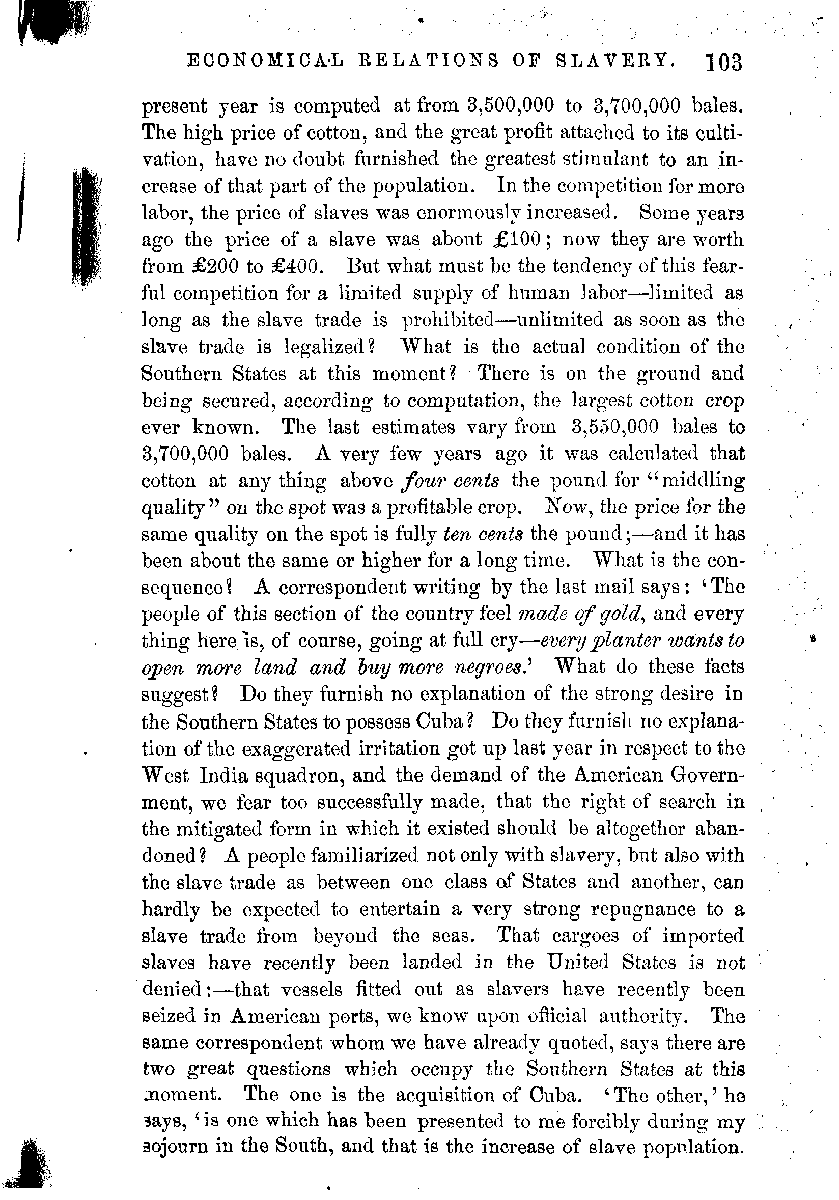 ECONOMICAL RELATIONS OF SLAVERY. 103
present year is computed at from 3,500,000 to 3,700,000 bales.
The high price of cotton, and the great profit attached to its culti-
vation, have no doubt furnished the greatest stimulant to an in-
crease of that part of the population. In the competition for more
labor, the price of slaves was enormously increased. Some years
ago the price of a slave was about £100; now they are worth
from £200 to £400. But what must be the tendency of this fear-
ful competition for a limited supply of human labor—limited as
long as the slave trade is prohibited—unlimited as soon as the
slave trade is legalized? What is the actual condition of the
Southern States at this moment? There is on the ground and
being secured, according to computation, the largest cotton crop
ever known. The last estimates vary from 3,550,000 bales to
3,700,000 bales. A very few years ago it was calculated that
cotton at any thing above four cents the pound for “middling
quality” on the spot was a profitable crop. Now, the price for the
same quality on the spot is fully ten cents the pound;—and it has
been about the same or higher for a long time. What is the con-
sequence? A correspondent writing by the last mail says: ‘The
people of this section of the country feel made of gold, and every
thing here is, of course, going at full cry—every planter wants to
open more land and buy more negroes.’ What do these facts
suggest? Do they furnish no explanation of the strong desire in
the Southern States to possess Cuba? Do they furnish no explana-
tion of the exaggerated irritation got up last year in respect to the
West India squadron, and the demand of the American Govern-
ment, we fear too successfully made, that the right of search in
the mitigated form in which it existed should be altogether aban-
doned? A people familiarized not only with slavery, but also with
the slave trade as between one class of States and another, can
hardly be expected to entertain a very strong repugnance to a
slave trade from beyond the seas. That cargoes of imported
slaves have recently been landed in the United States is not
denied:—that vessels fitted out as slavers have recently been
seized in American ports, we know upon official authority. The
same correspondent whom we have already quoted, says there are
two great questions which occupy the Southern States at this
moment. The one is the acquisition of Cuba. ‘The other,’ he
says, ‘is one which has been presented to me forcibly during my
sojourn in the South, and that is the increase of slave population.